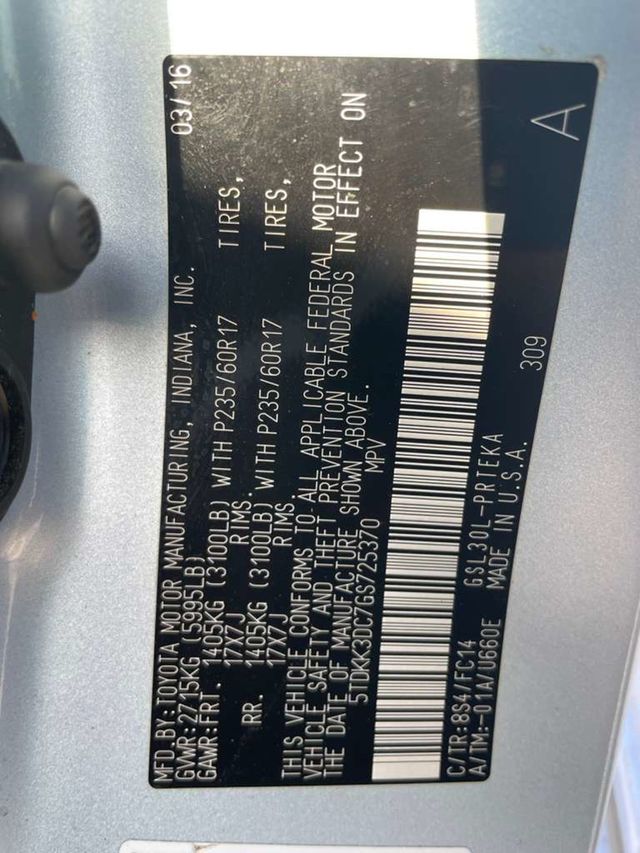 MFD.BY:TOYOTA MOTOR MANUFACTURING, INDIANA, INC. 03/16
GVWR:2715KG (5995LB)
GAWR:FRT. 1405KG (3100LB) WITH P235/60R17 TIRES,
17X7J RIMS.
RR. 1405KG (3100LB) WITH P235/60R17 TIRES,
17X7J RIMS.
THIS VEHICLE CONFORMS TO ALL APPLICABLE FEDERAL MOTOR
VEHICLE SAFETY AND THEFT PREVENTION STANDARDS IN EFFECT ON
THE DATE OF MANUFACTURE SHOWN ABOVE.
5TDKK3DC7GS725370 MPV
C/TR:8S4/FC14 GSL30L-PRTEKA 309 A
A/TM:-01A/U660E MADE IN U.S.A.